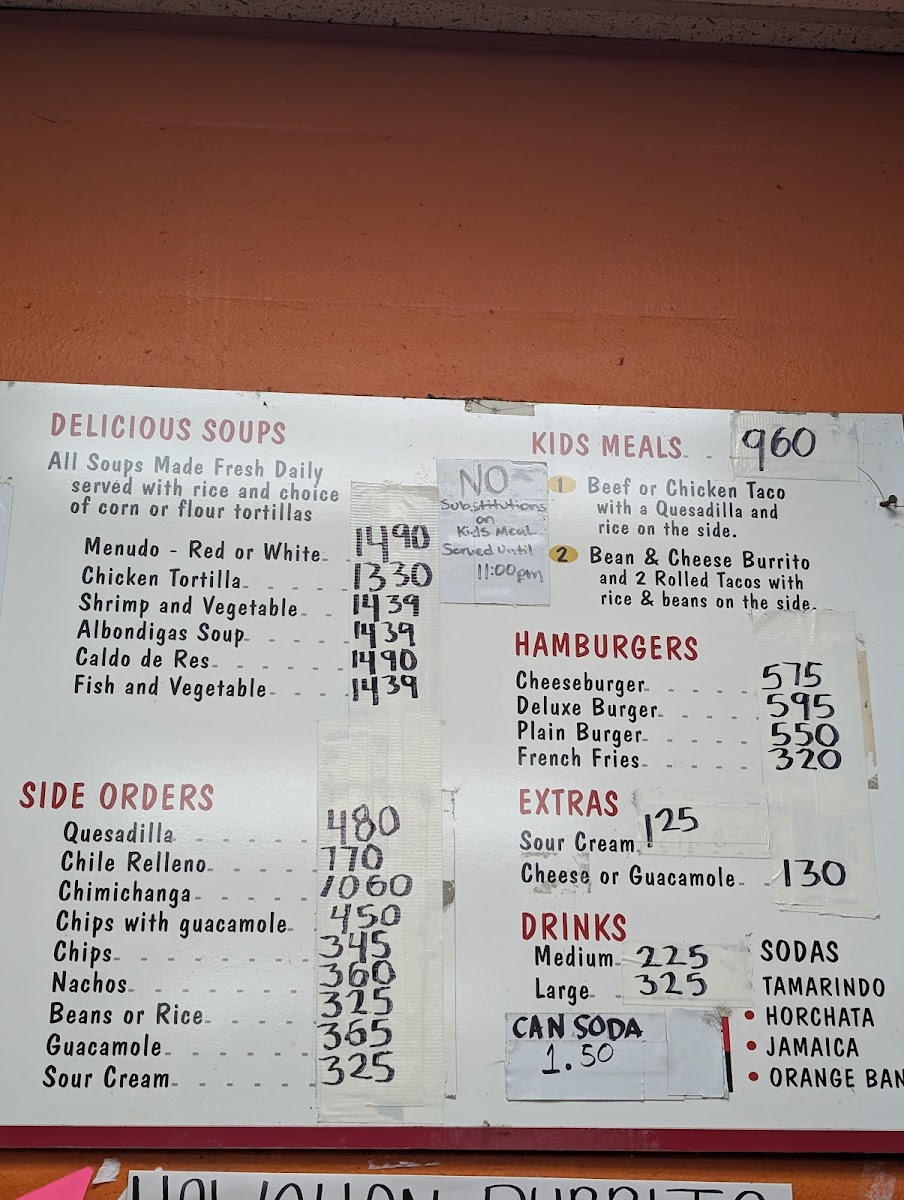 DELICIOUS SOUPS
All Soups Made Fresh Daily
served with rice and choice
of corn or flour tortillas
Menudo - Red or White 1490
Chicken Tortilla 1330
Shrimp and Vegetable 1439
Albondigas Soup 1439
Caldo de Res 1490
Fish and Vegetable 1439
SIDE ORDERS
Quesadilla 480
Chile Relleno 770
Chimichanga 1060
Chips with guacamole 450
Chips 345
Nachos 360
Beans or Rice 325
Guacamole 365
Sour Cream 325
NO
Substitutions
on
Kids Meal
Served Until
11:00pm
KIDS MEALS 960
1 Beef or Chicken Taco
with a Quesadilla and
rice on the side.
2 Bean & Cheese Burrito
and 2 Rolled Tacos with
rice & beans on the side.
HAMBURGERS
Cheeseburger 575
Deluxe Burger 595
Plain Burger 550
French Fries 320
EXTRAS
Sour Cream 125
Cheese or Guacamole 130
DRINKS
Medium 225
Large 325
CAN SODA
1.50
SODAS
TAMARINDO
• HORCHATA
• JAMAICA
• ORANGE BAN